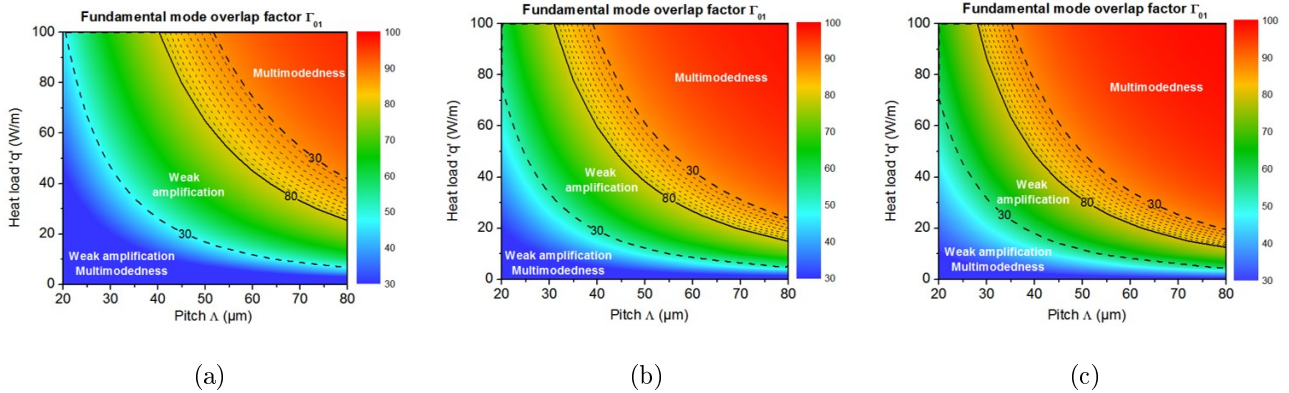 Fundamental mode overlap factor Γ01
Heat load 'q' (W/m)
100
80
60
40
20
0
Multimodedness
30
80
Weak
amplification
30
Weak amplification
Multimodedness
20 30 40 50 60 70 80
Pitch Λ (µm)
100
90
80
70
60
50
40
30
(a)
Fundamental mode overlap factor Γ01
Heat load 'q' (W/m)
100
80
60
40
20
0
Multimodedness
30
Weak
amplification
80
30
Weak amplification
Multimodedness
20 30 40 50 60 70 80
Pitch Λ (µm)
100
90
80
70
60
50
40
30
(b)
Fundamental mode overlap factor Γ01
Heat load 'q' (W/m)
100
80
60
40
20
0
Multimodedness
Weak
amplification
30
80
30
Weak amplification
Multimodedness
20 30 40 50 60 70 80
Pitch Λ (µm)
100
90
80
70
60
50
40
30
(c)